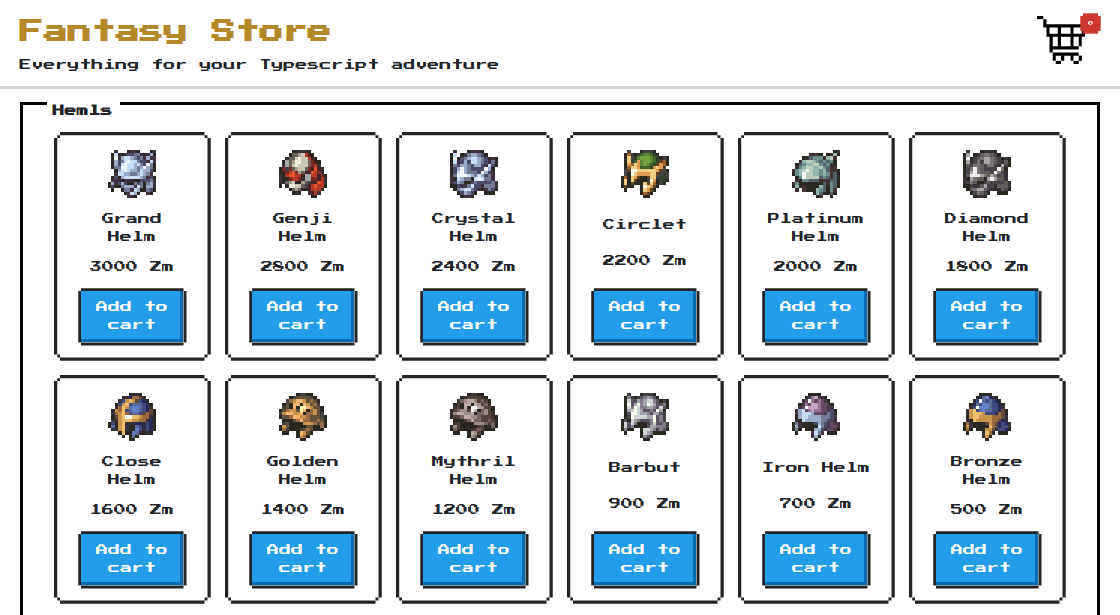 Fantasy Store
0
Everything for your Typescript adventure
Hemls
Grand
Helm
3000 Zm
Add to
cart
Genji
Helm
2800 Zm
Add to
cart
Crystal
Helm
2400 Zm
Add to
cart
Circlet
2200 Zm
Add to
cart
Platinum
Helm
2000 Zm
Add to
cart
Diamond
Helm
1800 Zm
Add to
cart
Close
Helm
1600 Zm
Add to
cart
Golden
Helm
1400 Zm
Add to
cart
Mythril
Helm
1200 Zm
Add to
cart
Barbut
900 Zm
Add to
cart
Iron Helm
700 Zm
Add to
cart
Bronze
Helm
500 Zm
Add to
cart